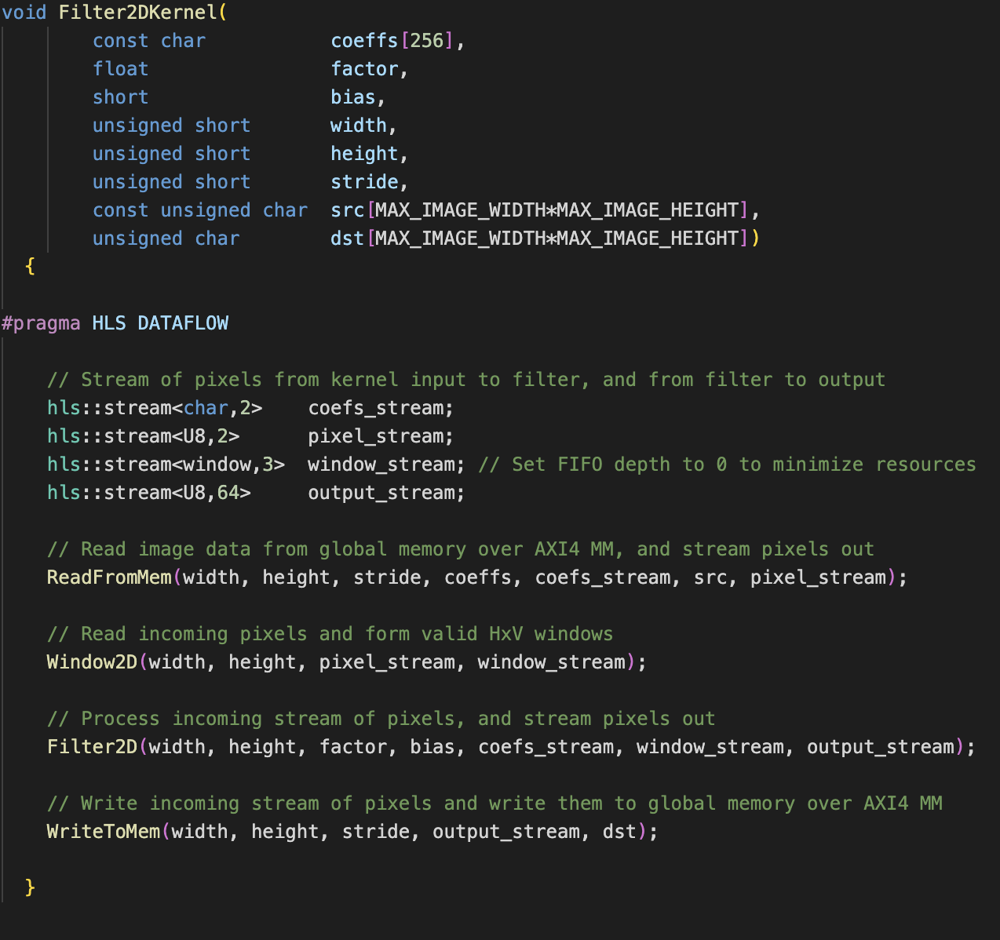 void Filter2DKernel(
const char coeffs[256],
float factor,
short bias,
unsigned short width,
unsigned short height,
unsigned short stride,
const unsigned char src[MAX_IMAGE_WIDTH*MAX_IMAGE_HEIGHT],
unsigned char dst[MAX_IMAGE_WIDTH*MAX_IMAGE_HEIGHT])
{
#pragma HLS DATAFLOW
// Stream of pixels from kernel input to filter, and from filter to output
hls::stream<char,2> coefs_stream;
hls::stream<U8,2> pixel_stream;
hls::stream<window,3> window_stream; // Set FIFO depth to 0 to minimize resources
hls::stream<U8,64> output_stream;
// Read image data from global memory over AXI4 MM, and stream pixels out
ReadFromMem(width, height, stride, coeffs, coefs_stream, src, pixel_stream);
// Read incoming pixels and form valid HxV windows
Window2D(width, height, pixel_stream, window_stream);
// Process incoming stream of pixels, and stream pixels out
Filter2D(width, height, factor, bias, coefs_stream, window_stream, output_stream);
// Write incoming stream of pixels and write them to global memory over AXI4 MM
WriteToMem(width, height, stride, output_stream, dst);
}